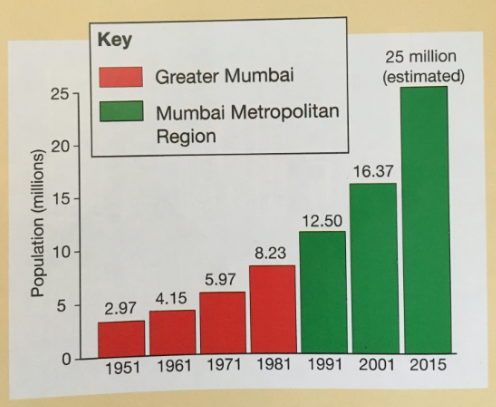 Key
Greater Mumbai
Mumbai Metropolitan
Region
25 million
(estimated)
Population (millions)
25
20
15
10
5
0
2.97
4.15
5.97
8.23
12.50
16.37
1951 1961 1971 1981 1991 2001 2015